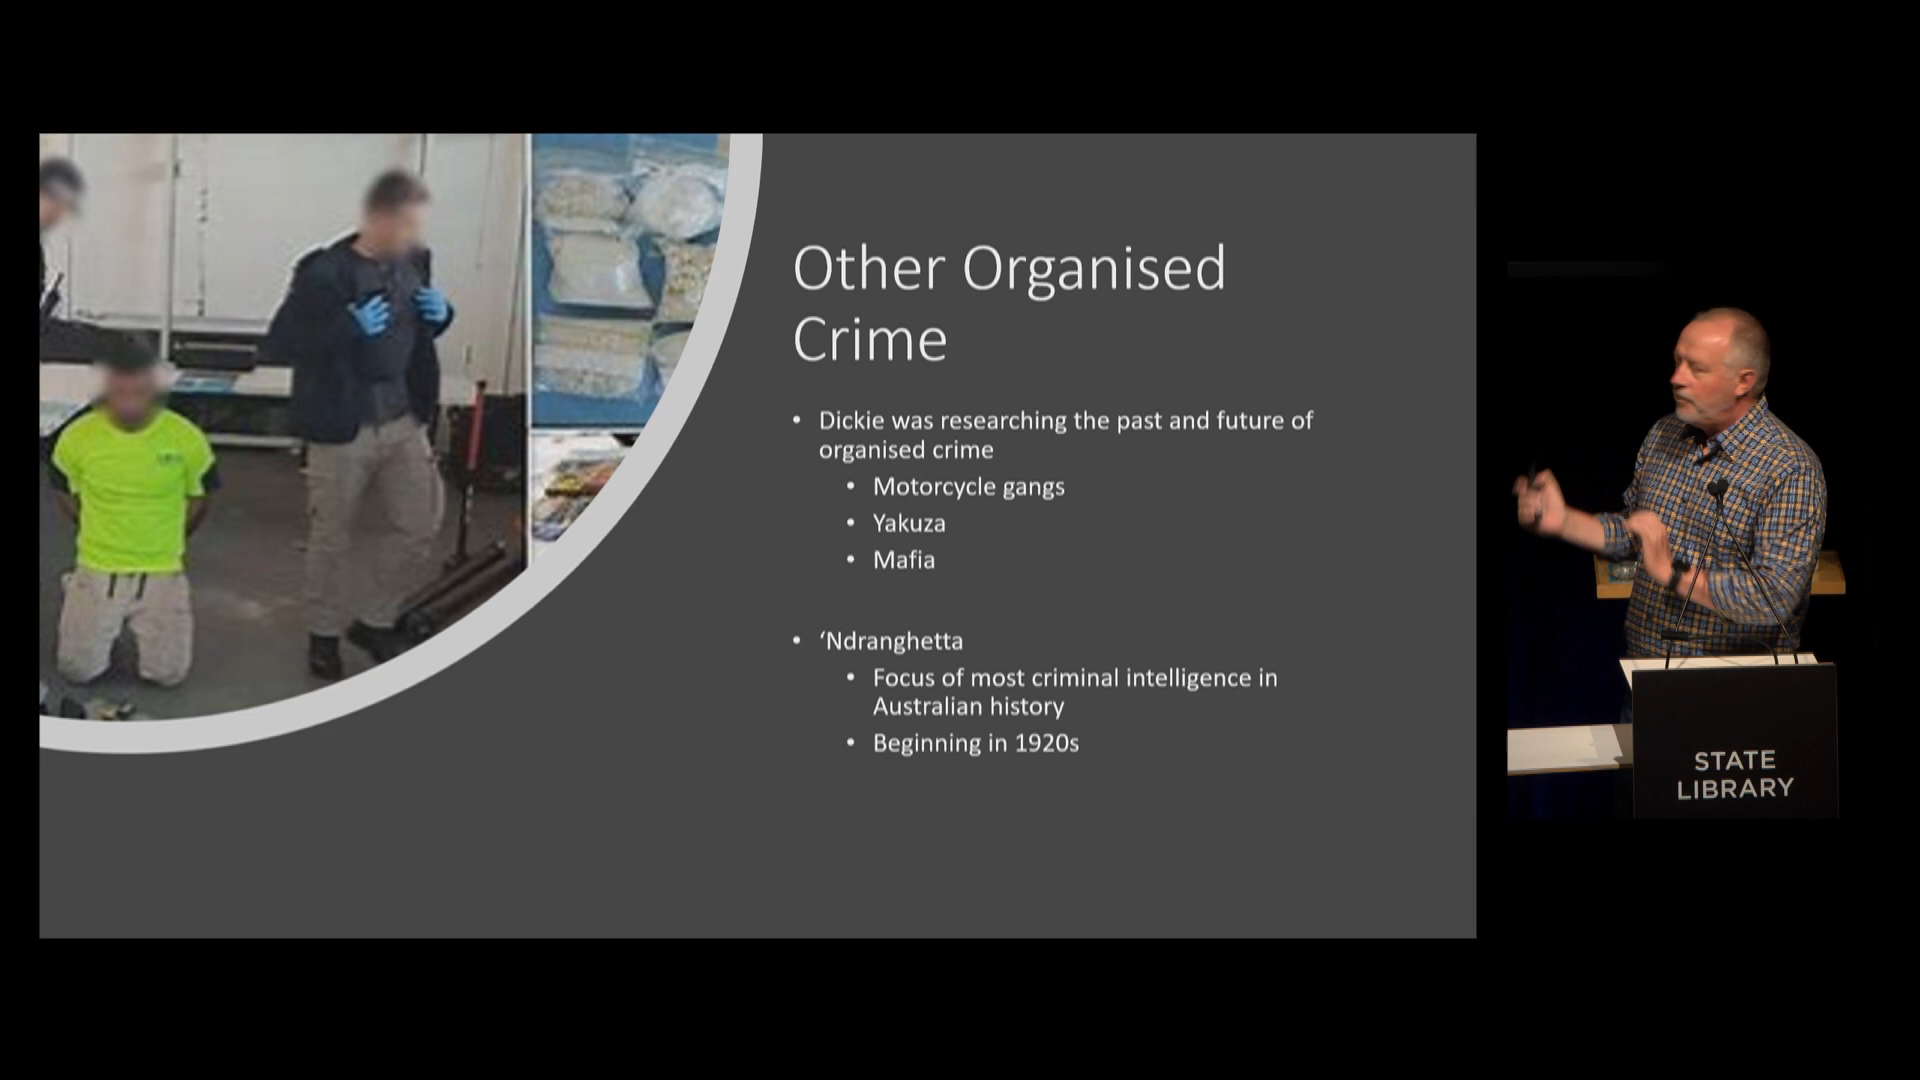 Other Organised
Crime
• Dickie was researching the past and future of
organised crime
• Motorcycle gangs
• Yakuza
• Mafia
• ‘Ndranghetta
• Focus of most criminal intelligence in
Australian history
• Beginning in 1920s
STATE
LIBRARY